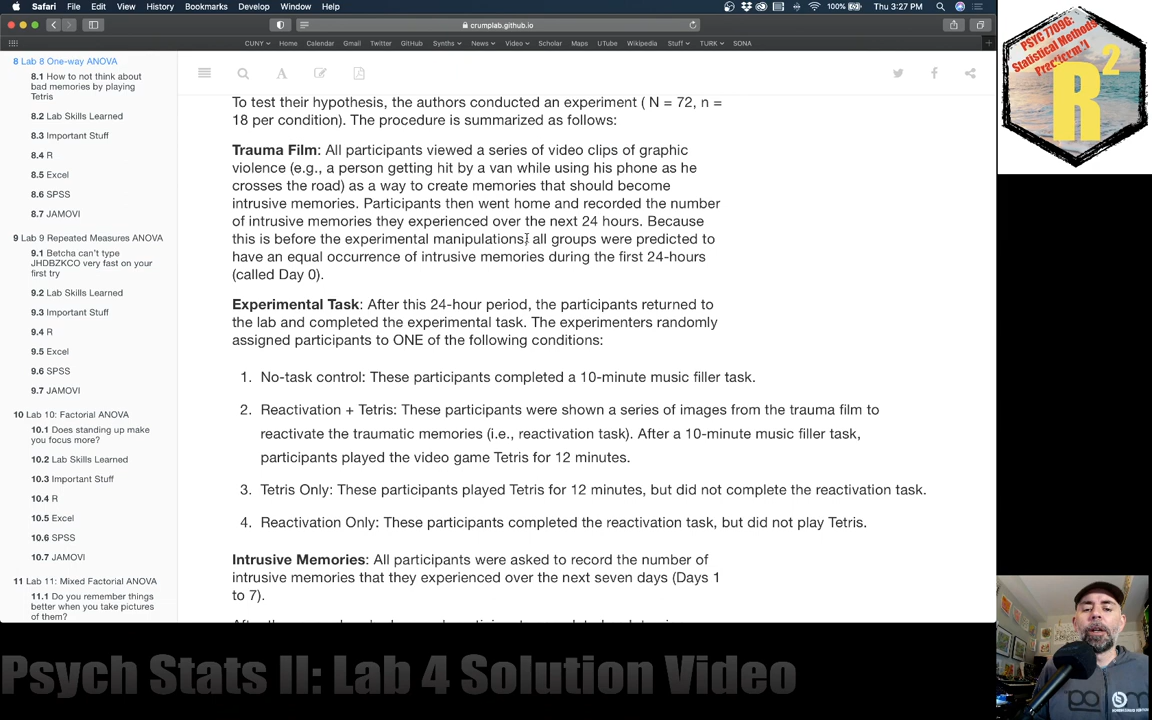 Safari File Edit View History Bookmarks Develop Window Help
100% Thu 3:27 PM
crumplab.github.io
CUNY Home Calendar Gmail Twitter GitHub Synths News Video Scholar Maps UTube Wikipedia Stuff TURK SONA
8 Lab 8 One-way ANOVA
8.1 How to not think about
bad memories by playing
Tetris
8.2 Lab Skills Learned
8.3 Important Stuff
8.4 R
8.5 Excel
8.6 SPSS
8.7 JAMOVI
9 Lab 9 Repeated Measures ANOVA
9.1 Betcha can't type
JHDBZKCO very fast on your
first try
9.2 Lab Skills Learned
9.3 Important Stuff
9.4 R
9.5 Excel
9.6 SPSS
9.7 JAMOVI
10 Lab 10: Factorial ANOVA
10.1 Does standing up make
you focus more?
10.2 Lab Skills Learned
10.3 Important Stuff
10.4 R
10.5 Excel
10.6 SPSS
10.7 JAMOVI
11 Lab 11: Mixed Factorial ANOVA
11.1 Do you remember things
better when you take pictures
of them?
To test their hypothesis, the authors conducted an experiment ( N = 72, n =
18 per condition). The procedure is summarized as follows:
Trauma Film: All participants viewed a series of video clips of graphic
violence (e.g., a person getting hit by a van while using his phone as he
crosses the road) as a way to create memories that should become
intrusive memories. Participants then went home and recorded the number
of intrusive memories they experienced over the next 24 hours. Because
this is before the experimental manipulations, all groups were predicted to
have an equal occurrence of intrusive memories during the first 24-hours
(called Day 0).
Experimental Task: After this 24-hour period, the participants returned to
the lab and completed the experimental task. The experimenters randomly
assigned participants to ONE of the following conditions:
1. No-task control: These participants completed a 10-minute music filler task.
2. Reactivation + Tetris: These participants were shown a series of images from the trauma film to
reactivate the traumatic memories (i.e., reactivation task). After a 10-minute music filler task,
participants played the video game Tetris for 12 minutes.
3. Tetris Only: These participants played Tetris for 12 minutes, but did not complete the reactivation task.
4. Reactivation Only: These participants completed the reactivation task, but did not play Tetris.
Intrusive Memories: All participants were asked to record the number of
intrusive memories that they experienced over the next seven days (Days 1
to 7).
PSYC 7709G:
Statistical Methods
Practicum 1
R2
Psych Stats II: Lab 4 Solution Video